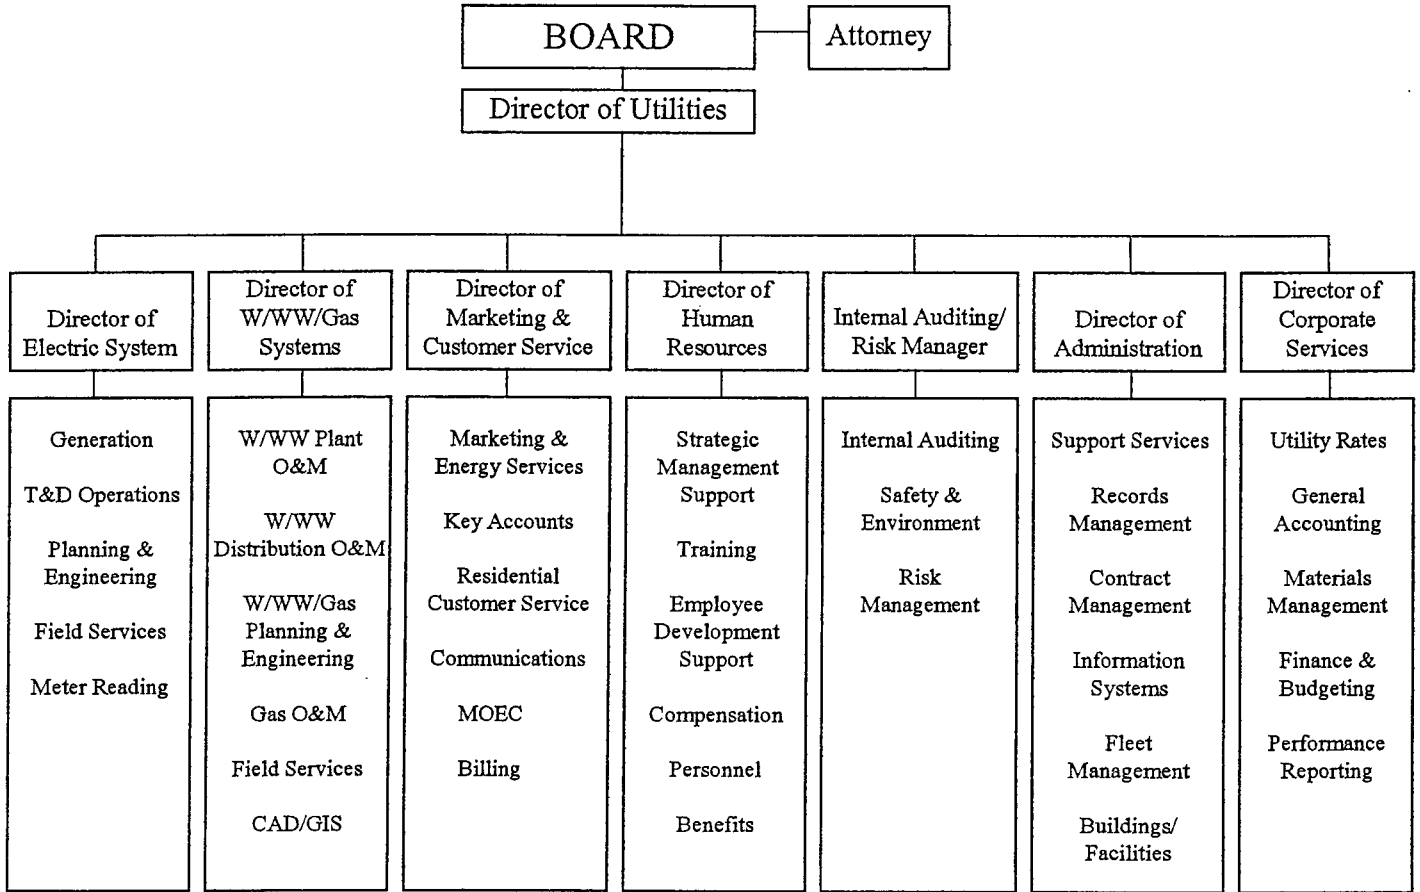 BOARD
Attorney
Director of Utilities
Director of
Electric System
Director of
W/WW/Gas
Systems
Director of
Marketing &
Customer Service
Director of
Human
Resources
Internal Auditing/
Risk Manager
Director of
Administration
Director of
Corporate
Services
Generation
T&D Operations
Planning &
Engineering
Field Services
Meter Reading
W/WW Plant
O&M
W/WW
Distribution O&M
W/WW/Gas
Planning &
Engineering
Gas O&M
Field Services
CAD/GIS
Marketing &
Energy Services
Key Accounts
Residential
Customer Service
Communications
MOEC
Billing
Strategic
Management
Support
Training
Employee
Development
Support
Compensation
Personnel
Benefits
Internal Auditing
Safety &
Environment
Risk
Management
Support Services
Records
Management
Contract
Management
Information
Systems
Fleet
Management
Buildings/
Facilities
Utility Rates
General
Accounting
Materials
Management
Finance &
Budgeting
Performance
Reporting